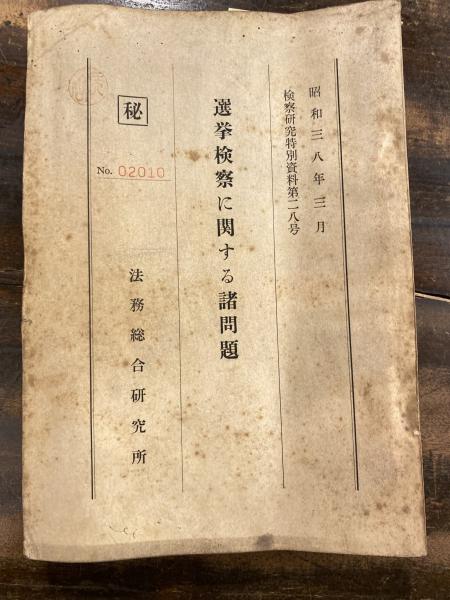 昭和三八年三月
検察研究特別資料第二八号
選挙検察に関する諸問題
秘
No. 02010
法務総合研究所